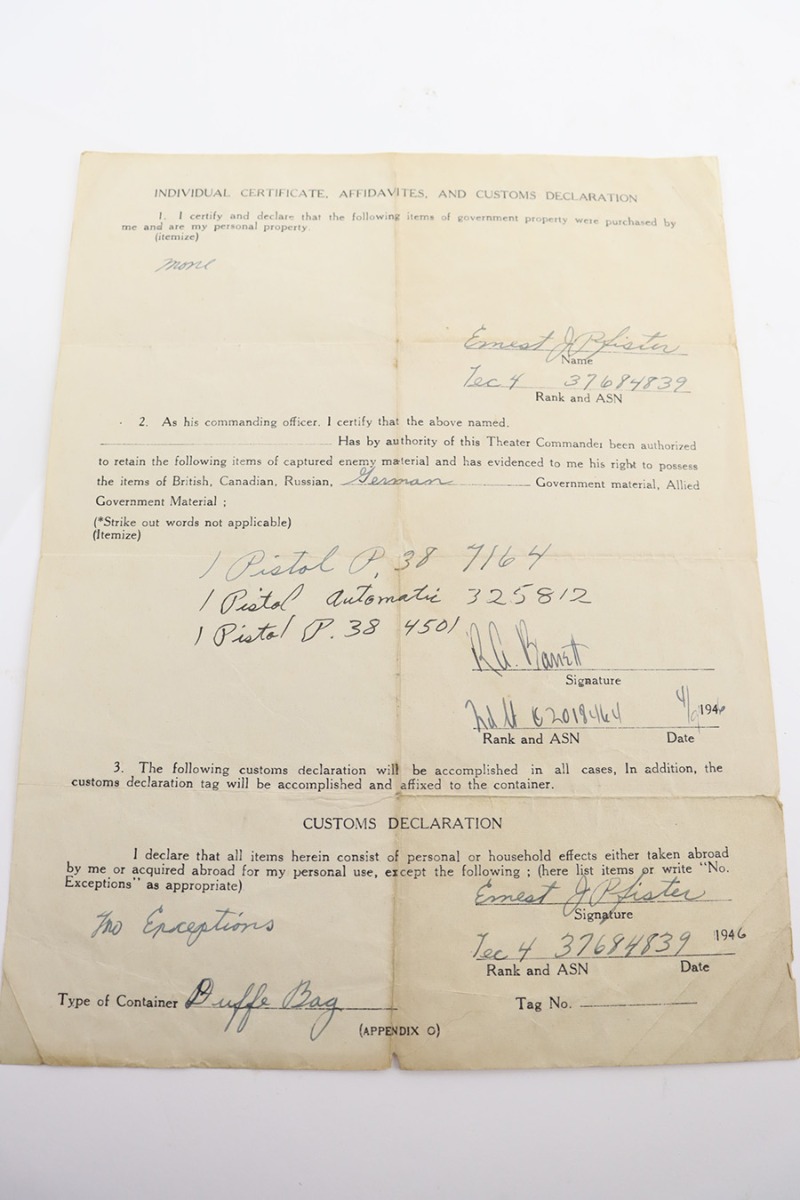 INDIVIDUAL CERTIFICATE, AFFIDAVITES, AND CUSTOMS DECLARATION
1. I certify and declare that the following items of government property were purchased by
me and are my personal property.
(itemize)
none
Ernest J Pfister
Name
Tec 4 37684839
Rank and ASN
2. As his commanding officer. I certify that the above named.
Has by authority of this Theater Commander been authorized
to retain the following items of captured enemy material and has evidenced to me his right to possess
the items of British, Canadian, Russian, German Government material, Allied
Government Material ;
(*Strike out words not applicable)
(Itemize)
1 Pistol P. 38 7164
1 Pistol Automatic 325812
1 Pistol P. 38 4501
Signature
2018464 1946
Rank and ASN Date
3. The following customs declaration will be accomplished in all cases, In addition, the
customs declaration tag will be accomplished and affixed to the container.
CUSTOMS DECLARATION
I declare that all items herein consist of personal or household effects either taken abroad
by me or acquired abroad for my personal use, except the following ; (here list items or write "No.
Exceptions" as appropriate)
Ernest J Pfister
Signature
No Exceptions
Tec 4 37684839 1946
Rank and ASN Date
Type of Container Duffe Bag Tag No.
(APPENDIX O)